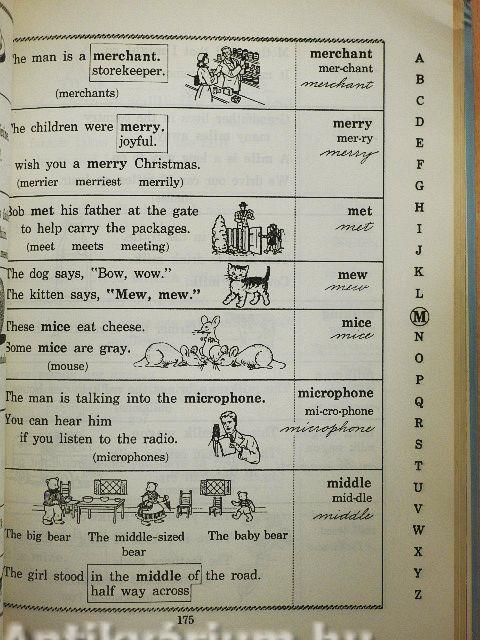 The man is a merchant.
storekeeper.
(merchants)
merchant
mer-chant
merchant
The children were merry.
joyful.
wish you a merry Christmas.
(merrier merriest merrily)
merry
mer-ry
merry
Bob met his father at the gate
to help carry the packages.
(meet meets meeting)
met
met
The dog says, "Bow, wow."
The kitten says, "Mew, mew."
mew
mew
These mice eat cheese.
Some mice are gray.
(mouse)
mice
mice
The man is talking into the microphone.
You can hear him
if you listen to the radio.
(microphones)
microphone
mi-cro-phone
microphone
The big bear The middle-sized The baby bear
bear
The girl stood in the middle of the road.
half way across
middle
mid-dle
middle
A
B
C
D
E
F
G
H
I
J
K
L
M
N
O
P
Q
R
S
T
U
V
W
X
Y
Z
175
Antikvárium.hu